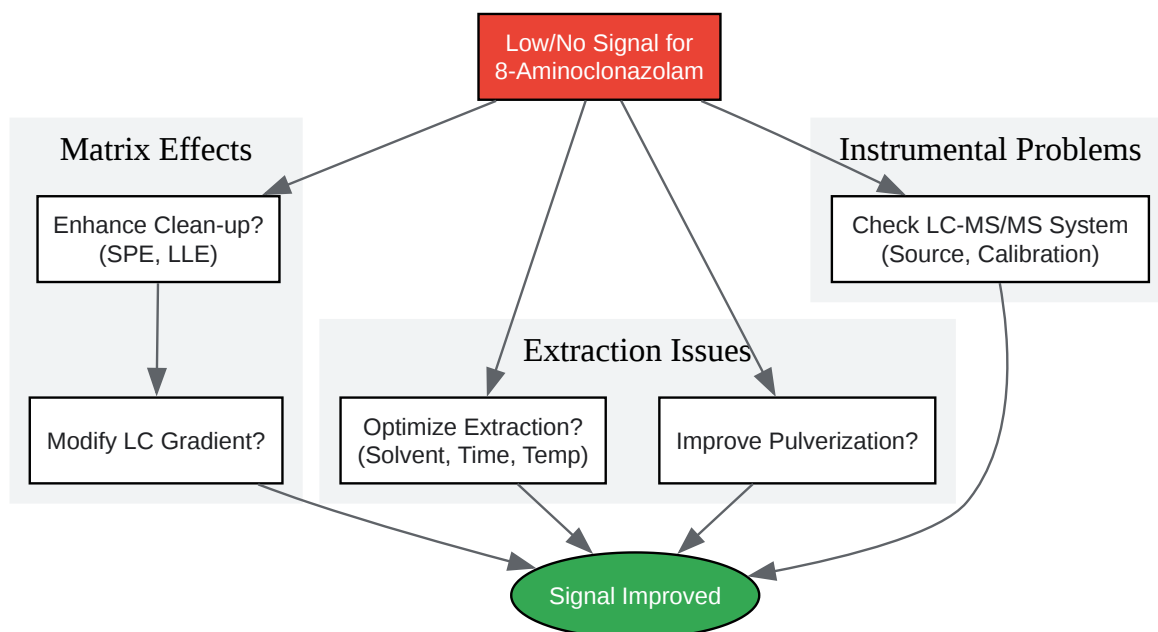 Low/No Signal for
8-Aminoclonazolam
Matrix Effects
Instrumental Problems
Enhance Clean-up?
(SPE, LLE)
Check LC-MS/MS System
(Source, Calibration)
Extraction Issues
Modify LC Gradient?
Optimize Extraction?
(Solvent, Time, Temp)
Improve Pulverization?
Signal Improved